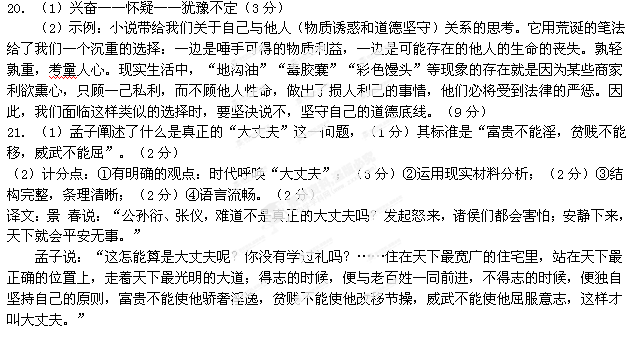 20. （1）兴奋——怀疑——犹豫不定（3 分）
（2）示例：小说带给我们关于自己与他人（物质诱惑和道德坚守）关系的思考。它用荒诞的笔法
给了我们一个沉重的选择：一边是唾手可得的物质利益，一边是可能存在的他人的生命的丧失。孰轻
孰重，考量人心。现实生活中，“地沟油”“毒胶囊”“彩色馒头”等现象的存在就是因为某些商家
利欲熏心，只顾一己私利，而不顾他人性命，做出了损人利己的事情，他们必将受到法律的严惩。因
此，我们面临这样类似的选择时，要坚决说不，坚守自己的道德底线。（9 分）
21. （1）孟子阐述了什么是真正的“大丈夫”这一问题，（1 分）其标准是“富贵不能淫，贫贱不能
移，威武不能屈”。（2 分）
（2）计分点：①有明确的观点：时代呼唤“大丈夫”；（3 分）②运用现实材料分析；（2 分）③结
构完整，条理清晰；（2 分）④语言流畅。（2 分）
译文：景 春说：“公孙衍、张仪，难道不是真正的大丈夫吗？发起怒来，诸侯们都会害怕；安静下来，
天下就会平安无事。”
孟子说：“这怎能算是大丈夫呢？你没有学过礼吗？……住在天下最宽广的住宅里，站在天下最
正确的位置上，走着天下最光明的大道；得志的时候，便与老百姓一同前进，不得志的时候，便独自
坚持自己的原则，富贵不能使他骄奢淫逸，贫贱不能使他改移节操，威武不能使他屈服意志，这样才
叫大丈夫。”